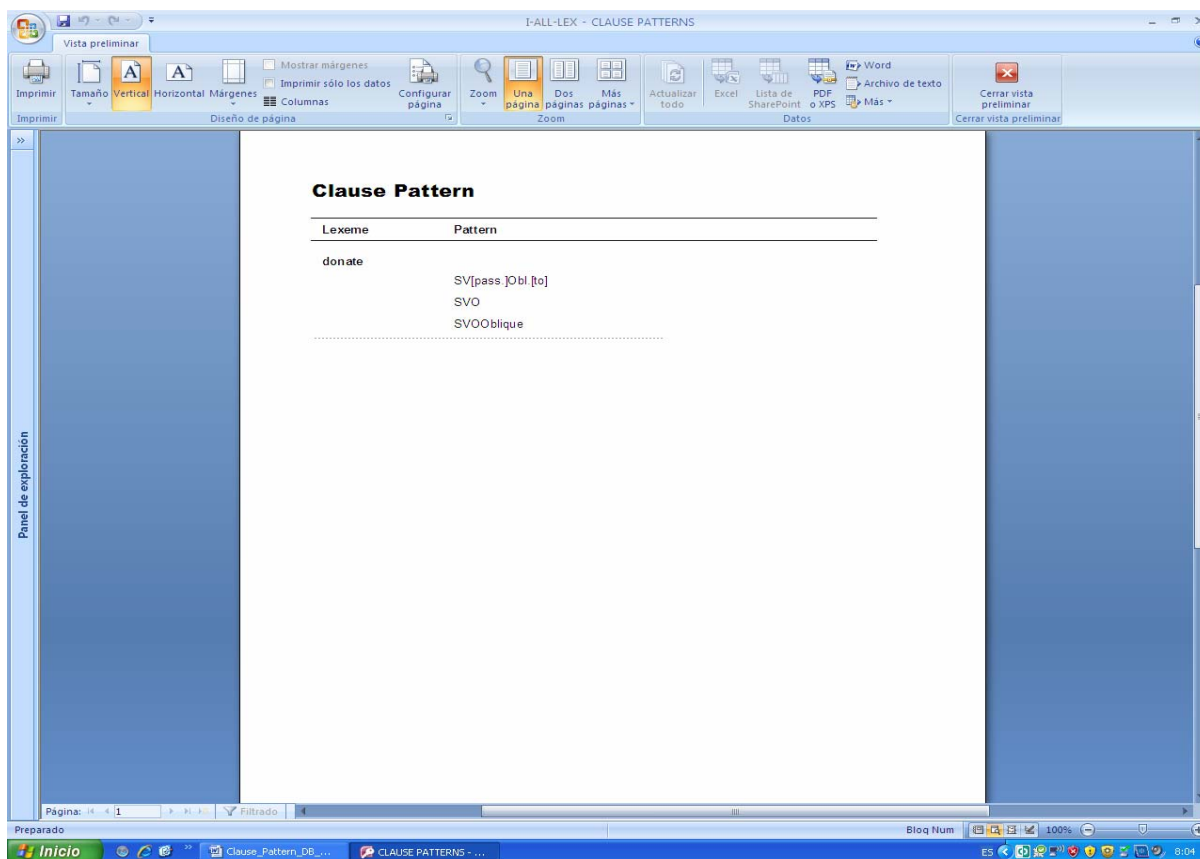 I-ALL-LEX - CLAUSE PATTERNS
Vista preliminar
Imprimir
Tamaño
Vertical
Horizontal
Márgenes
Mostrar márgenes
Imprimir sólo los datos
Columnas
Configurar página
Zoom
Una página
Dos páginas
Más páginas
Actualizar todo
Excel
Lista de SharePoint
PDF o XPS
Word
Archivo de texto
Más
Cerrar vista preliminar
Imprimir
Diseño de página
Zoom
Datos
Cerrar vista preliminar
Clause Pattern
Lexeme Pattern
donate
SV[pass.]Obl.[to]
SVO
SVOOblique
Panel de exploración
Página: 1 Filtrado
Preparado Bloq Num 100%
Inicio Clause_Pattern_DB_... CLAUSE PATTERNS - ... ES 8:04